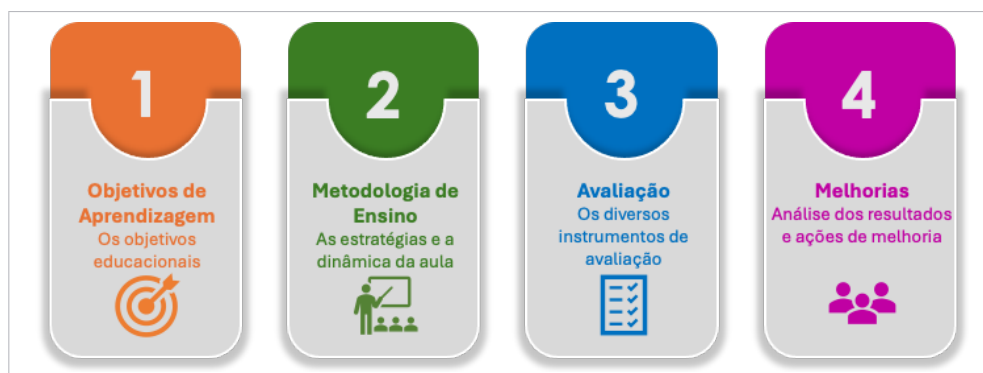 1
Objetivos de
Aprendizagem
Os objetivos
educacionais
2
Metodologia de
Ensino
As estratégias e a
dinâmica da aula
3
Avaliação
Os diversos
instrumentos de
avaliação
4
Melhorias
Análise dos resultados
e ações de melhoria